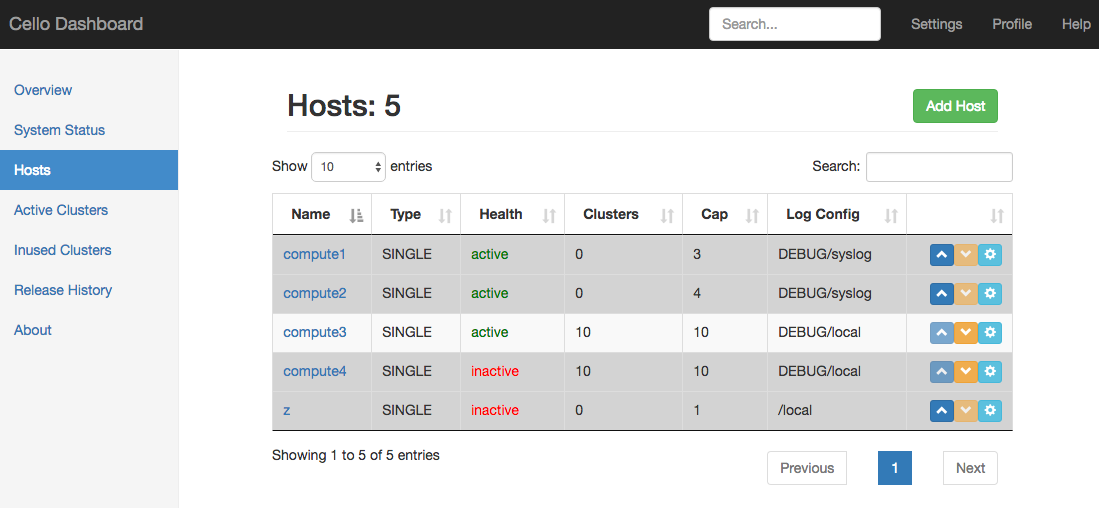 Cello Dashboard Search... Settings Profile Help
Overview
System Status
Hosts
Active Clusters
Inused Clusters
Release History
About
Hosts: 5 Add Host
Show 10 entries Search:
Name Type Health Clusters Cap Log Config
compute1 SINGLE active 0 3 DEBUG/syslog
compute2 SINGLE active 0 4 DEBUG/syslog
compute3 SINGLE active 10 10 DEBUG/local
compute4 SINGLE inactive 10 10 DEBUG/local
z SINGLE inactive 0 1 /local
Showing 1 to 5 of 5 entries Previous 1 Next